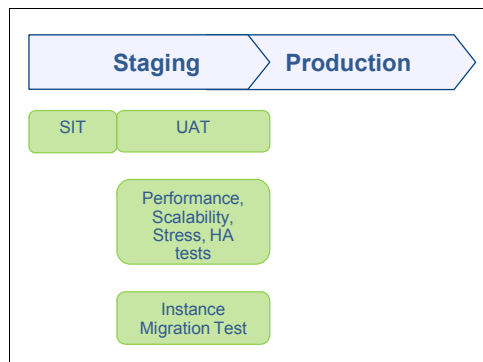 Staging
Production
SIT
UAT
Performance,
Scalability,
Stress, HA
tests
Instance
Migration Test